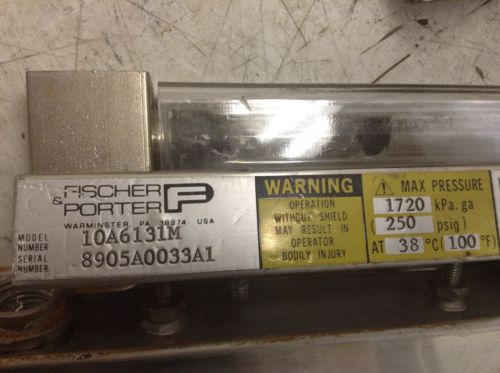 FISCHER
& PORTER
WARMINSTER, PA 18974 USA
MODEL NUMBER 10A6131M
SERIAL NUMBER 8905A0033A1
WARNING
OPERATION
WITHOUT SHIELD
MAY RESULT IN
OPERATOR
BODILY INJURY
MAX PRESSURE
1720 kPa. ga
( 250 psig)
AT 38 °C( 100 °F)